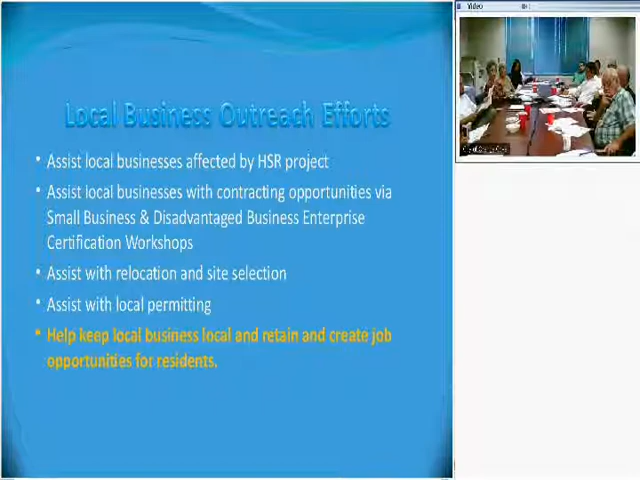 Video
Local Business Outreach Efforts
• Assist local businesses affected by HSR project
• Assist local businesses with contracting opportunities via
Small Business & Disadvantaged Business Enterprise
Certification Workshops
• Assist with relocation and site selection
• Assist with local permitting
• Help keep local business local and retain and create job
opportunities for residents.